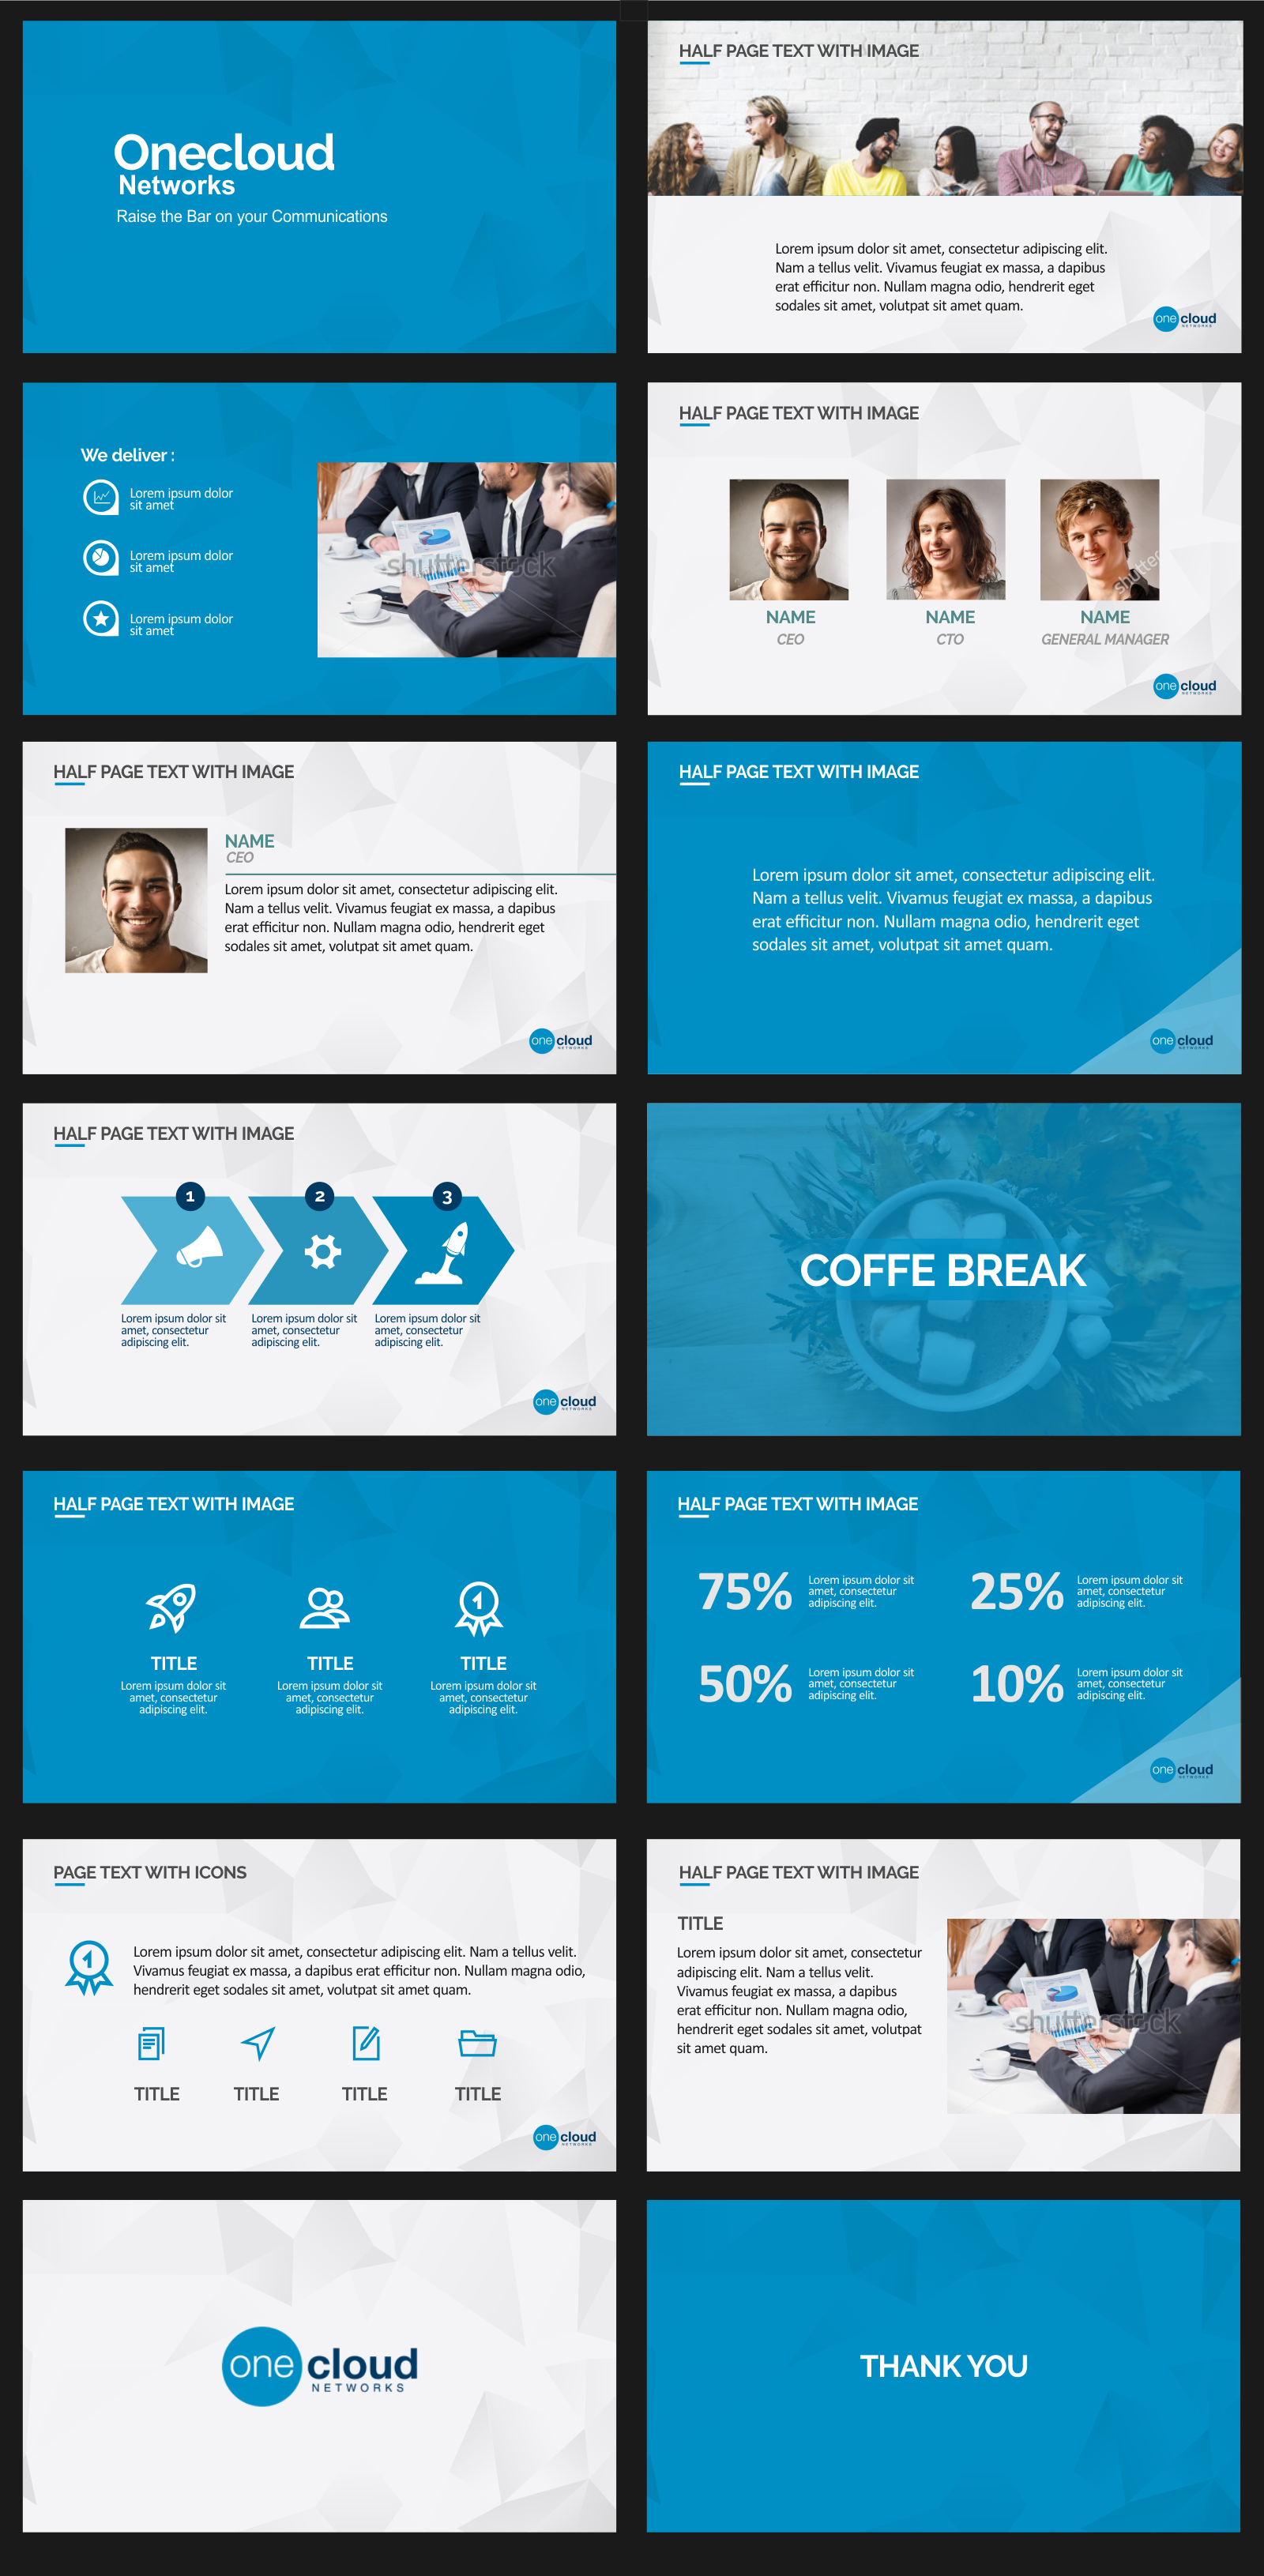 Onecloud
Networks
Raise the Bar on your Communications
HALF PAGE TEXT WITH IMAGE
Lorem ipsum dolor sit amet, consectetur adipiscing elit.
Nam a tellus velit. Vivamus feugiat ex massa, a dapibus
erat efficitur non. Nullam magna odio, hendrerit eget
sodales sit amet, volutpat sit amet quam.
one cloud
NETWORKS
We deliver :
Lorem ipsum dolor
sit amet
Lorem ipsum dolor
sit amet
Lorem ipsum dolor
sit amet
shutterstock
HALF PAGE TEXT WITH IMAGE
shutter
NAME
CEO
NAME
CTO
NAME
GENERAL MANAGER
one cloud
NETWORKS
HALF PAGE TEXT WITH IMAGE
NAME
CEO
Lorem ipsum dolor sit amet, consectetur adipiscing elit.
Nam a tellus velit. Vivamus feugiat ex massa, a dapibus
erat efficitur non. Nullam magna odio, hendrerit eget
sodales sit amet, volutpat sit amet quam.
one cloud
NETWORKS
HALF PAGE TEXT WITH IMAGE
Lorem ipsum dolor sit amet, consectetur adipiscing elit.
Nam a tellus velit. Vivamus feugiat ex massa, a dapibus
erat efficitur non. Nullam magna odio, hendrerit eget
sodales sit amet, volutpat sit amet quam.
one cloud
NETWORKS
HALF PAGE TEXT WITH IMAGE
1
2
3
Lorem ipsum dolor sit
amet, consectetur
adipiscing elit.
Lorem ipsum dolor sit
amet, consectetur
adipiscing elit.
Lorem ipsum dolor sit
amet, consectetur
adipiscing elit.
one cloud
NETWORKS
COFFE BREAK
HALF PAGE TEXT WITH IMAGE
1
TITLE
Lorem ipsum dolor sit
amet, consectetur
adipiscing elit.
TITLE
Lorem ipsum dolor sit
amet, consectetur
adipiscing elit.
TITLE
Lorem ipsum dolor sit
amet, consectetur
adipiscing elit.
HALF PAGE TEXT WITH IMAGE
75%
Lorem ipsum dolor sit
amet, consectetur
adipiscing elit.
25%
Lorem ipsum dolor sit
amet, consectetur
adipiscing elit.
50%
Lorem ipsum dolor sit
amet, consectetur
adipiscing elit.
10%
Lorem ipsum dolor sit
amet, consectetur
adipiscing elit.
one cloud
NETWORKS
PAGE TEXT WITH ICONS
1
Lorem ipsum dolor sit amet, consectetur adipiscing elit. Nam a tellus velit.
Vivamus feugiat ex massa, a dapibus erat efficitur non. Nullam magna odio,
hendrerit eget sodales sit amet, volutpat sit amet quam.
TITLE
TITLE
TITLE
TITLE
one cloud
NETWORKS
HALF PAGE TEXT WITH IMAGE
TITLE
Lorem ipsum dolor sit amet, consectetur
adipiscing elit. Nam a tellus velit.
Vivamus feugiat ex massa, a dapibus
erat efficitur non. Nullam magna odio,
hendrerit eget sodales sit amet, volutpat
sit amet quam.
shutterstock
one cloud
NETWORKS
THANK YOU